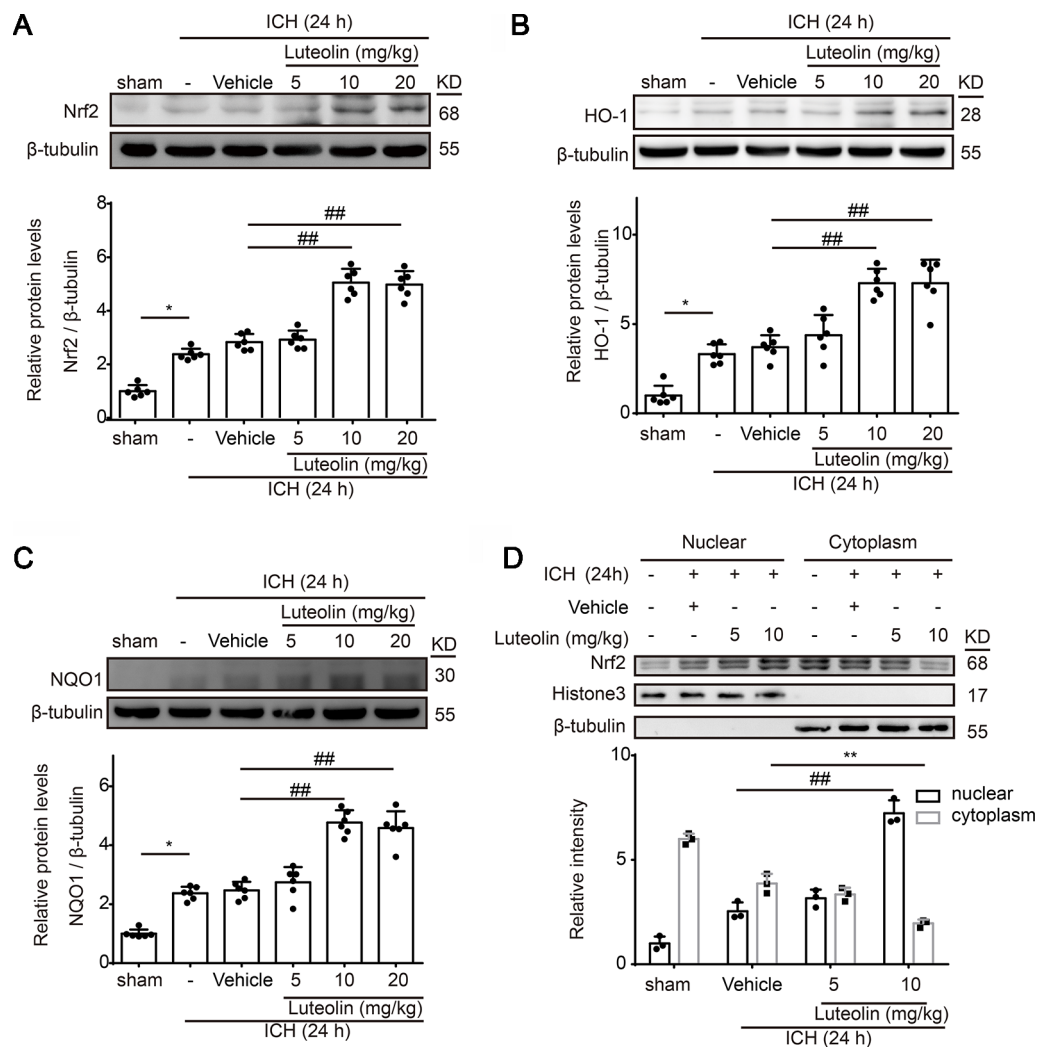 A
ICH (24 h)
Luteolin (mg/kg)
sham - Vehicle 5 10 20 KD
Nrf2 68
β-tubulin 55
Relative protein levels
Nrf2 / β-tubulin
8
6
4
2
0
##
##
*
sham - Vehicle 5 10 20
Luteolin (mg/kg)
ICH (24 h)
B
ICH (24 h)
Luteolin (mg/kg)
sham - Vehicle 5 10 20 KD
HO-1 28
β-tubulin 55
Relative protein levels
HO-1 / β-tubulin
10
5
0
##
##
*
sham - Vehicle 5 10 20
Luteolin (mg/kg)
ICH (24 h)
C
ICH (24 h)
Luteolin (mg/kg)
sham - Vehicle 5 10 20 KD
NQO1 30
β-tubulin 55
Relative protein levels
NQO1 / β-tubulin
6
4
2
0
##
##
*
sham - Vehicle 5 10 20
Luteolin (mg/kg)
ICH (24 h)
D
Nuclear Cytoplasm
ICH (24h) - + + + - + + +
Vehicle - + - - - + - -
Luteolin (mg/kg) - - 5 10 - - 5 10 KD
Nrf2 68
Histone3 17
β-tubulin 55
Relative intensity
10
5
0
**
##
nuclear
cytoplasm
sham Vehicle 5 10
Luteolin (mg/kg)
ICH (24 h)